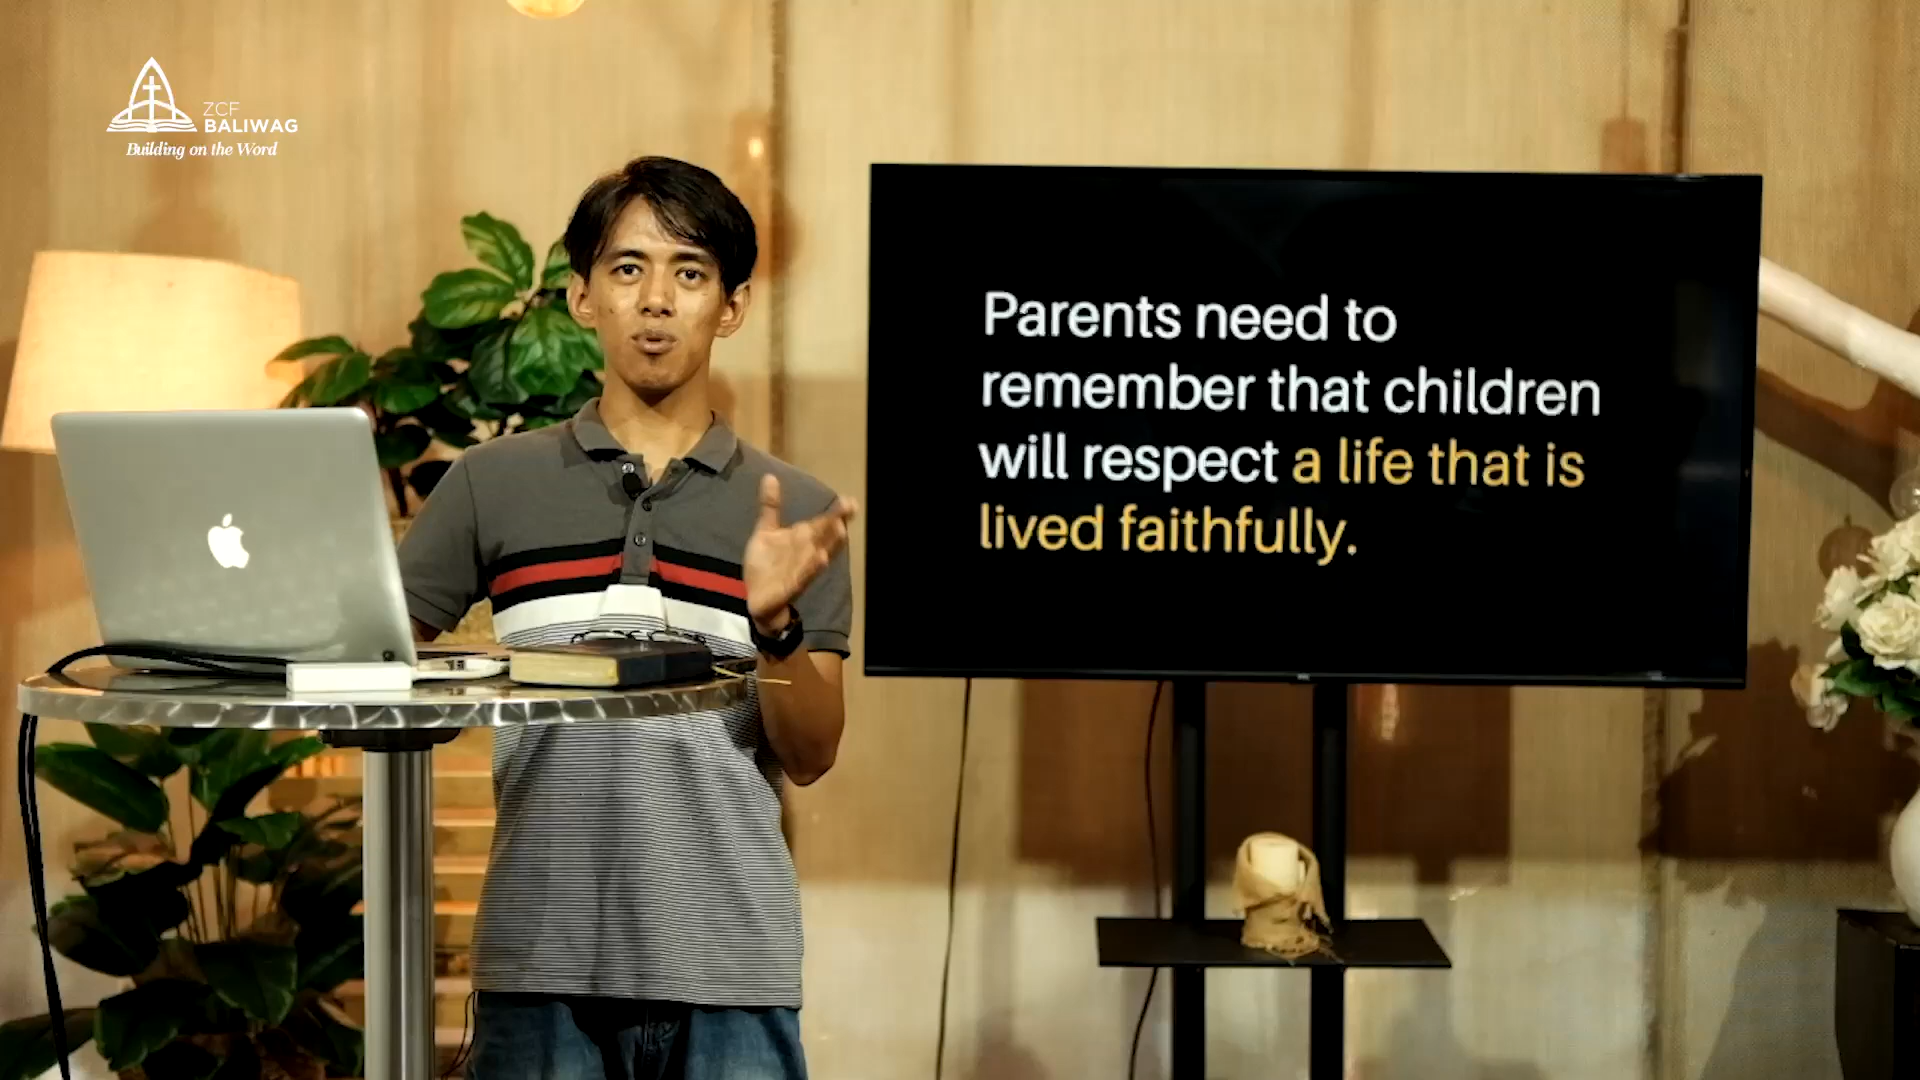 ZCF
BALIWAG
Building on the Word
Parents need to
remember that children
will respect a life that is
lived faithfully.